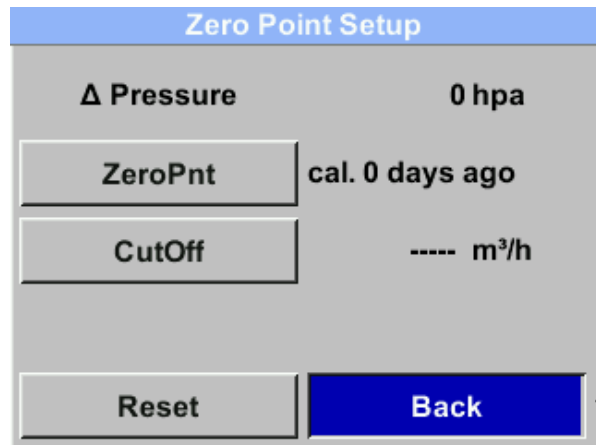 Zero Point Setup
Δ Pressure 0 hpa
ZeroPnt cal. 0 days ago
CutOff ----- m³/h
Reset Back